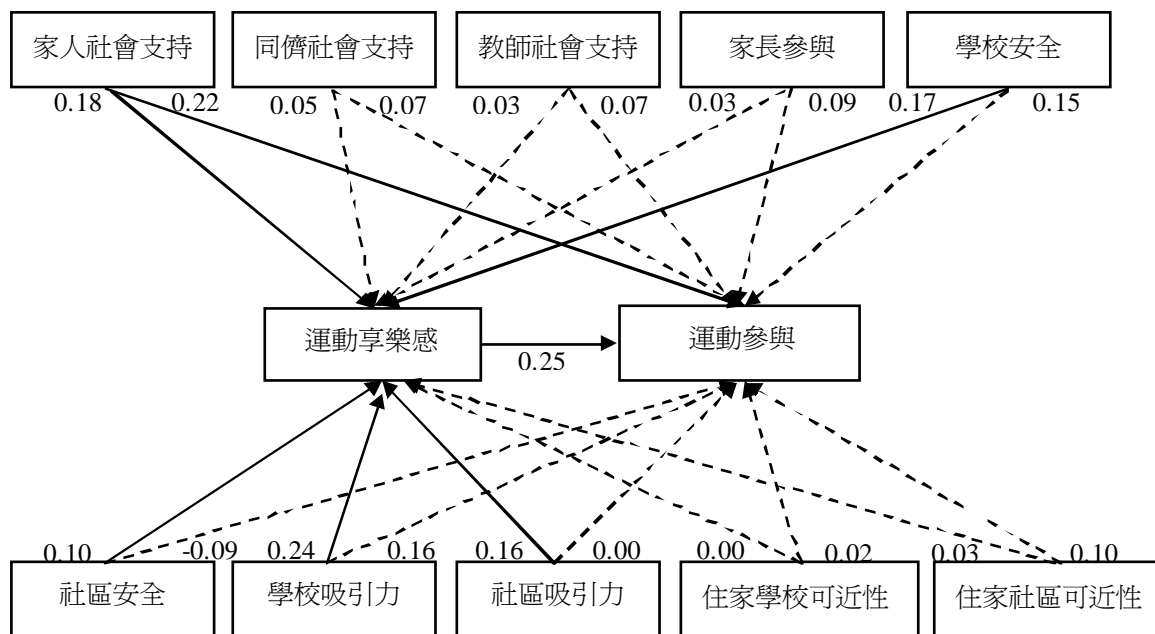 家人社會支持 同儕社會支持 教師社會支持 家長參與 學校安全
0.18 0.22 0.05 0.07 0.03 0.07 0.03 0.09 0.17 0.15
運動享樂感 運動參與
0.25
0.10 -0.09 0.24 0.16 0.16 0.00 0.00 0.02 0.03 0.10
社區安全 學校吸引力 社區吸引力 住家學校可近性 住家社區可近性